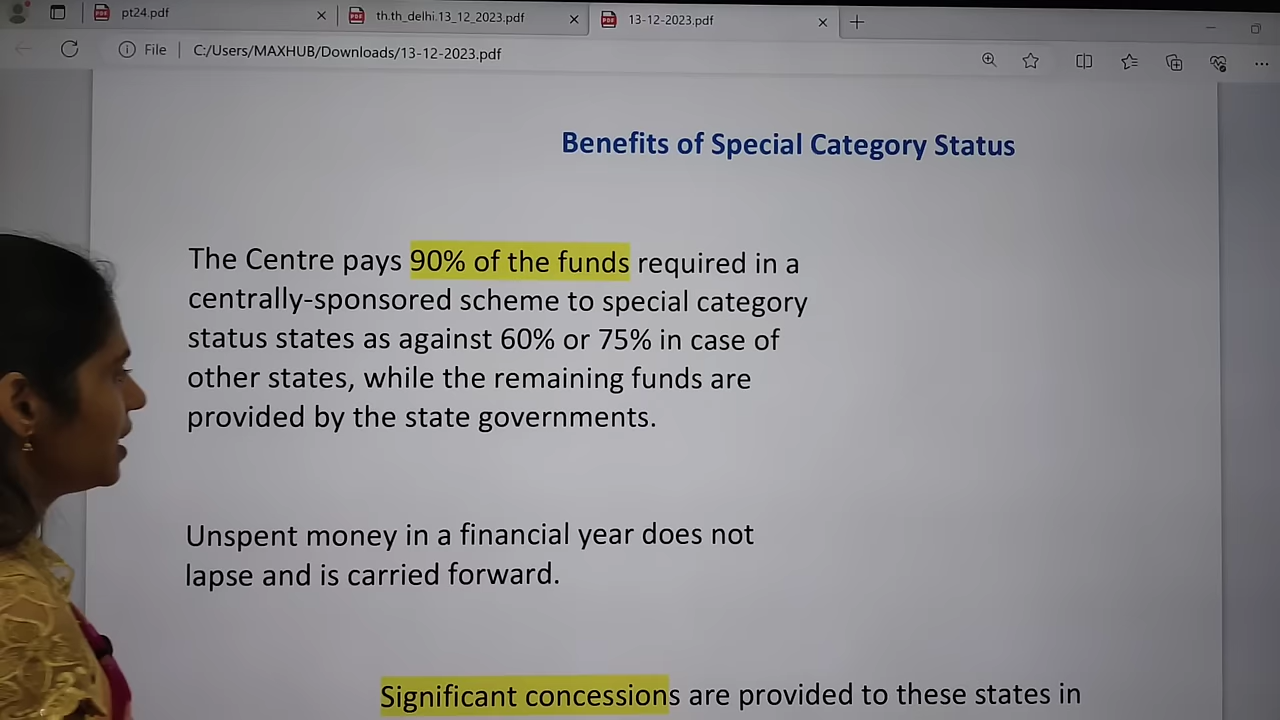 pt24.pdf
th.th_delhi.13_12_2023.pdf
13-12-2023.pdf
File
C:/Users/MAXHUB/Downloads/13-12-2023.pdf
Benefits of Special Category Status
The Centre pays 90% of the funds required in a
centrally-sponsored scheme to special category
status states as against 60% or 75% in case of
other states, while the remaining funds are
provided by the state governments.
Unspent money in a financial year does not
lapse and is carried forward.
Significant concessions are provided to these states in